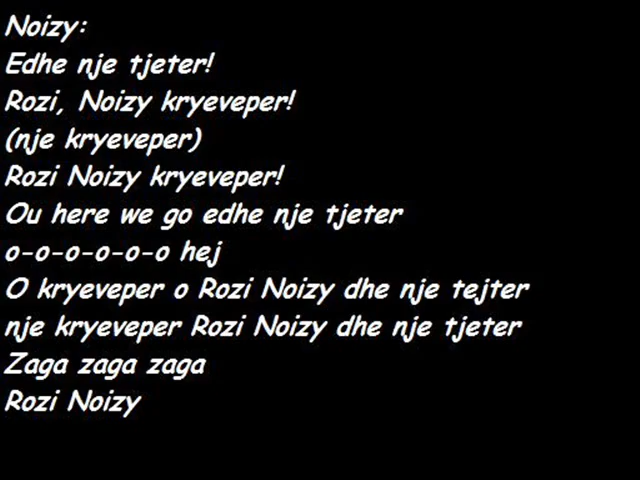 Noizy:
Edhe nje tjeter!
Rozi, Noizy kryeveper!
(nje kryeveper)
Rozi Noizy kryeveper!
Ou here we go edhe nje tjeter
o-o-o-o-o-o hej
O kryeveper o Rozi Noizy dhe nje tejter
nje kryeveper Rozi Noizy dhe nje tjeter
Zaga zaga zaga
Rozi Noizy